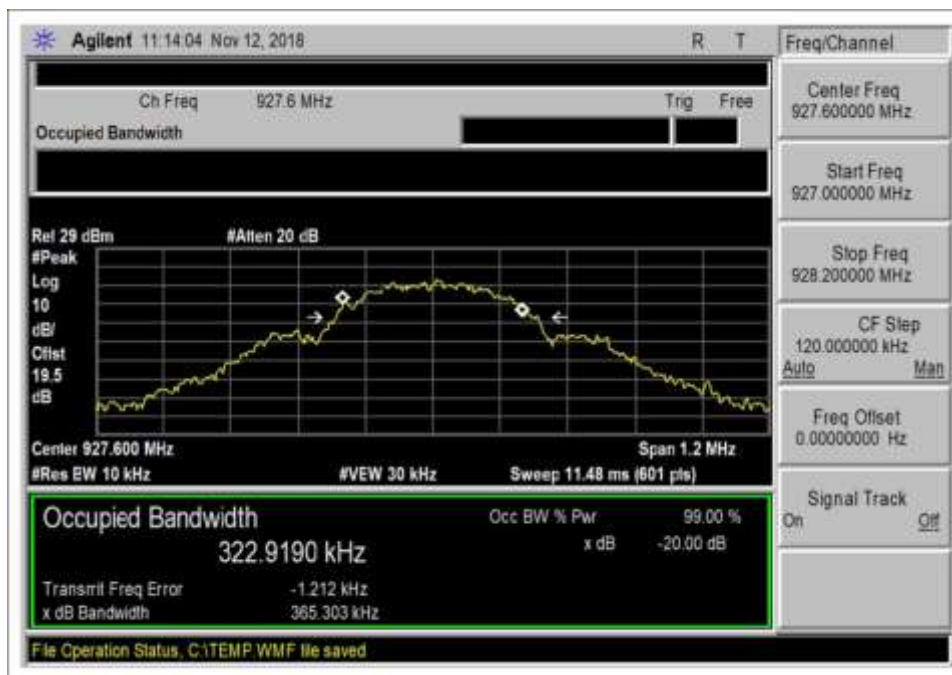 Agilent 11:14:04 Nov 12, 2018 R T
Ch Freq 927.6 MHz Trig Free
Occupied Bandwidth
Ref 29 dBm #Atten 20 dB
#Peak
Log
10
dB/
Offst
19.5
dB
Center 927.600 MHz Span 1.2 MHz
#Res BW 10 kHz #VBW 30 kHz Sweep 11.48 ms (601 pts)
Occupied Bandwidth Occ BW % Pwr 99.00 %
322.9190 kHz x dB -20.00 dB
Transmit Freq Error -1.212 kHz
x dB Bandwidth 365.303 kHz
File Operation Status, C:\TEMP.WMF file saved
Freq/Channel
Center Freq
927.600000 MHz
Start Freq
927.000000 MHz
Stop Freq
928.200000 MHz
CF Step
120.000000 kHz
Auto Man
Freq Offset
0.00000000 Hz
Signal Track
On Off